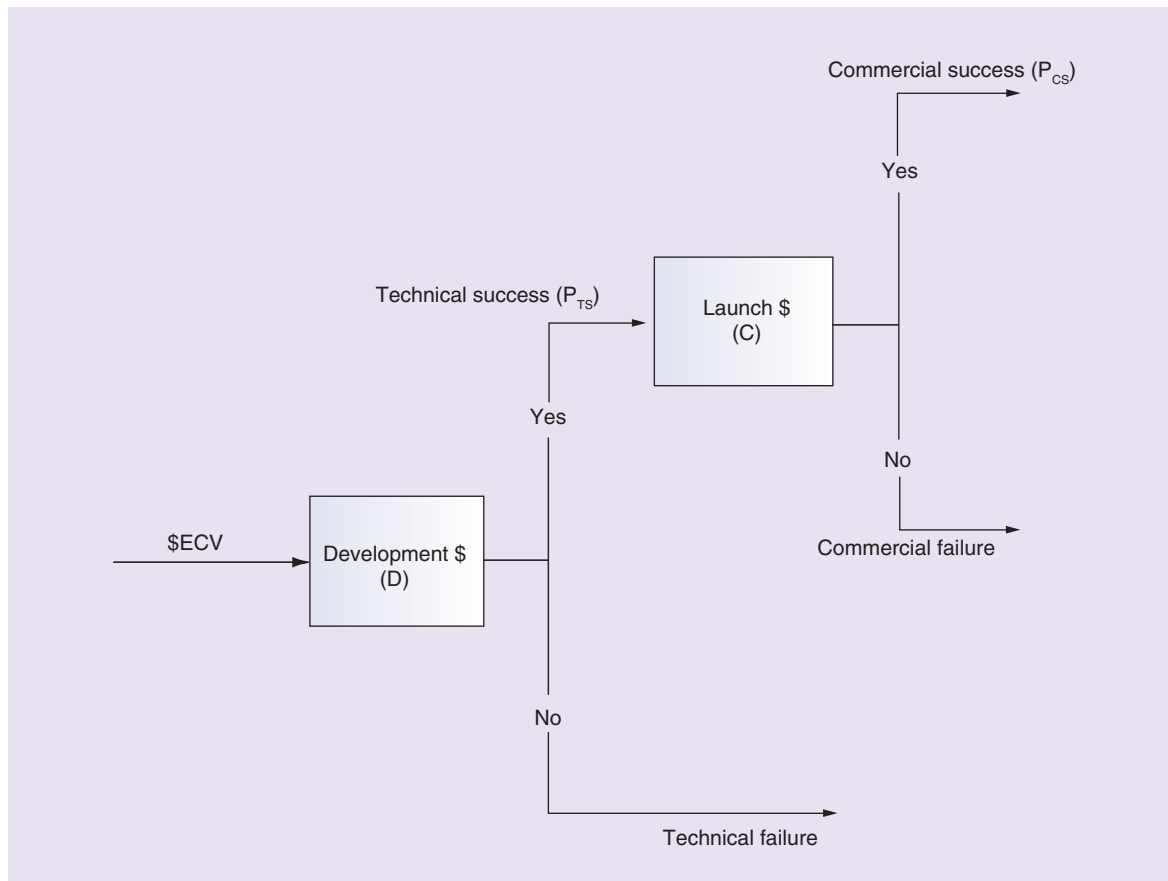 Commercial success (P_CS)
Yes
Technical success (P_TS)
Launch $
(C)
Yes
No
$ECV
Development $
(D)
Commercial failure
No
Technical failure